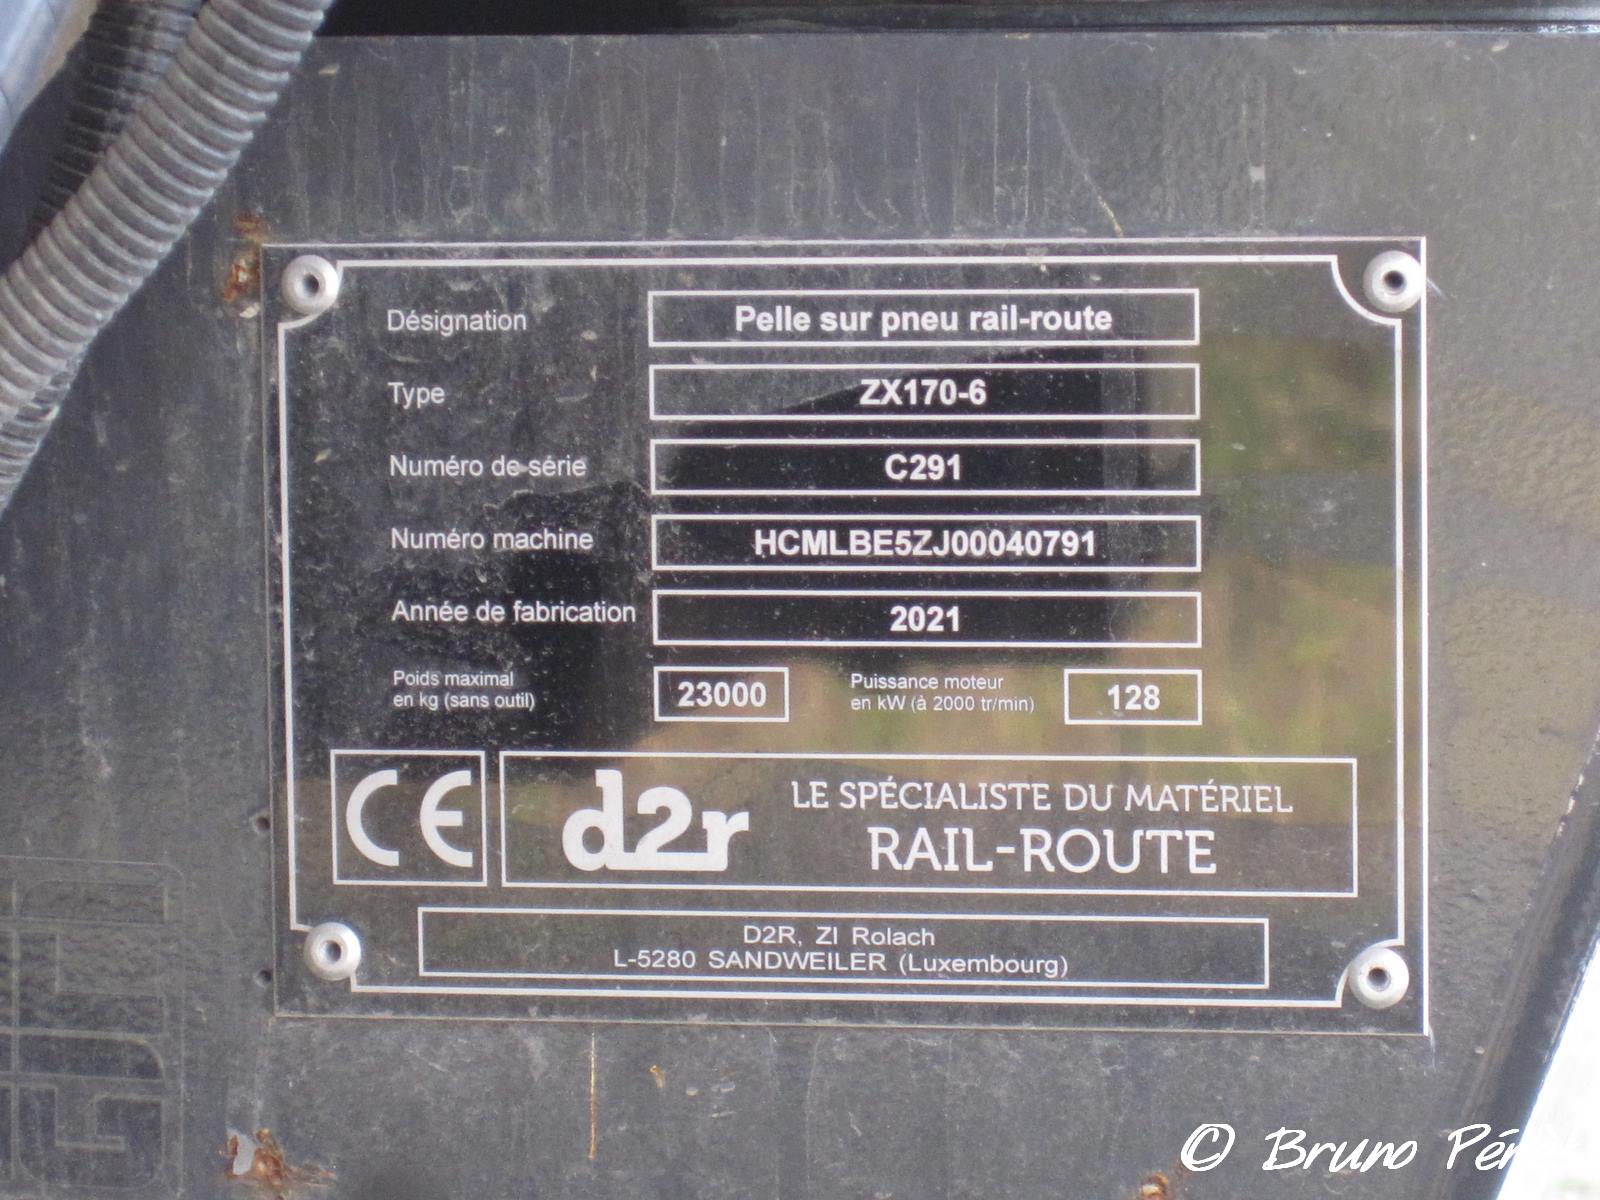 Désignation Pelle sur pneu rail-route
Type ZX170-6
Numéro de série C291
Numéro machine HCMLBE5ZJ00040791
Année de fabrication 2021
Poids maximal
en kg (sans outil) 23000
Puissance moteur
en kW (à 2000 tr/min) 128
CE
d2r
LE SPÉCIALISTE DU MATÉRIEL
RAIL-ROUTE
D2R, ZI Rolach
L-5280 SANDWEILER (Luxembourg)
© Bruno